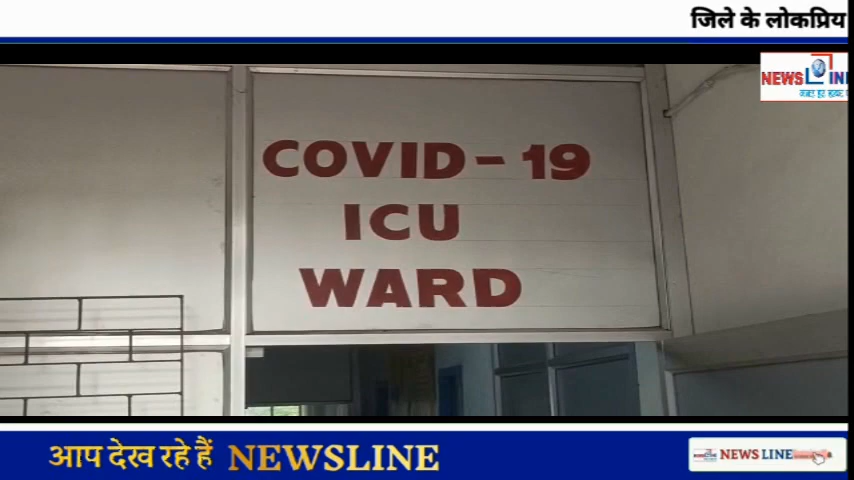 जिले के लोकप्रिय
NEWS LINE
COVID-19
ICU
WARD
आप देख रहे हैं NEWSLINE
NEWS LINE